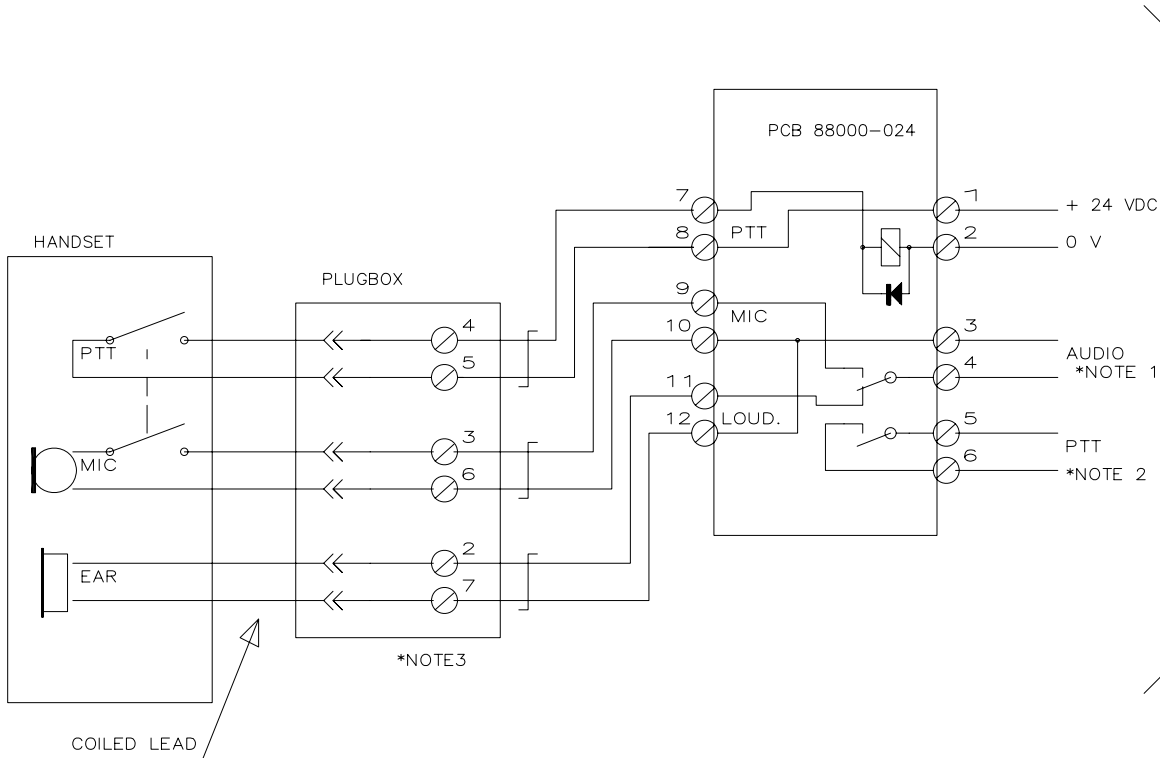 PCB 88000-024
7
1
+ 24 VDC
8
PTT
2
0 V
HANDSET
PLUGBOX
9
MIC
10
3
4
PTT
5
AUDIO
*NOTE 1
4
11
12
LOUD.
5
PTT
6
*NOTE 2
3
MIC
6
2
EAR
7
*NOTE3
COILED LEAD